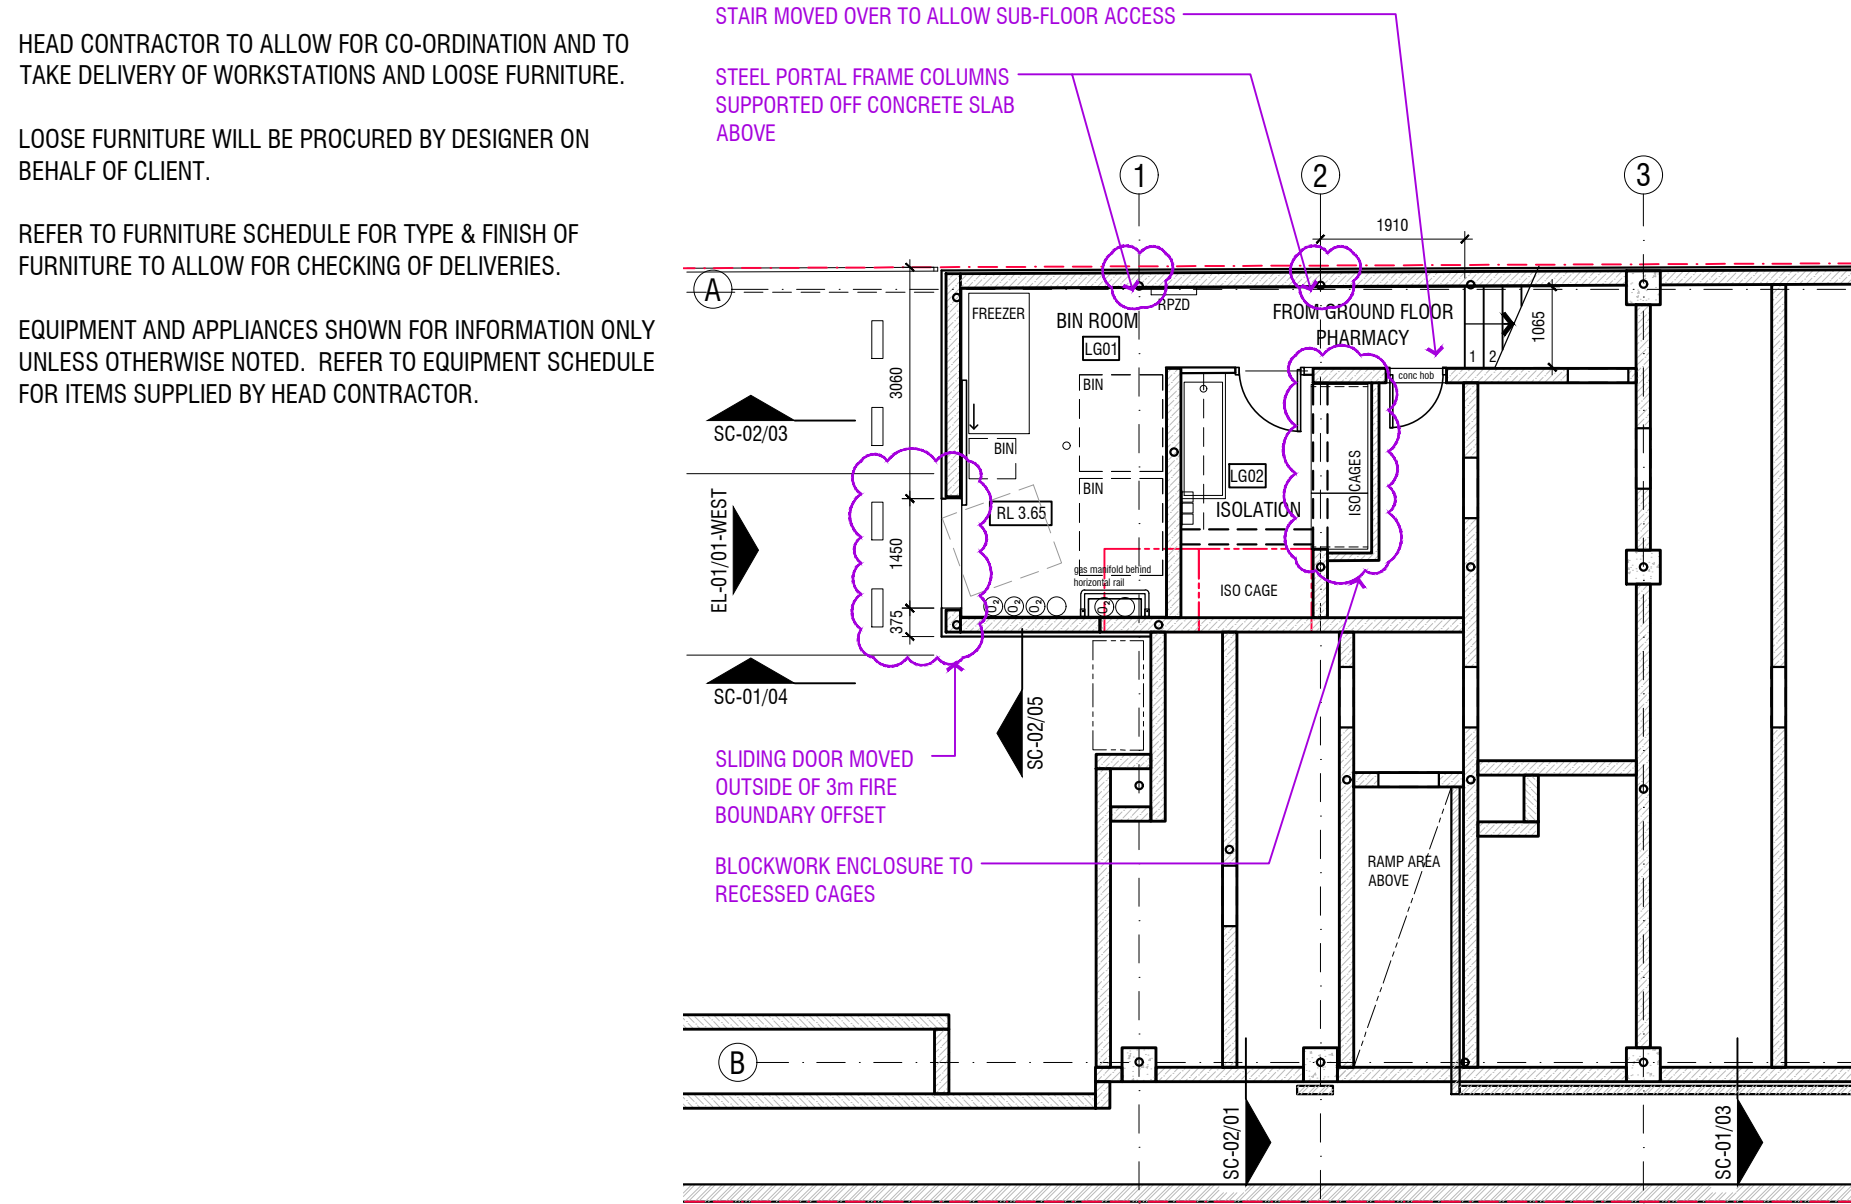 HEAD CONTRACTOR TO ALLOW FOR CO-ORDINATION AND TO
TAKE DELIVERY OF WORKSTATIONS AND LOOSE FURNITURE.
LOOSE FURNITURE WILL BE PROCURED BY DESIGNER ON
BEHALF OF CLIENT.
REFER TO FURNITURE SCHEDULE FOR TYPE & FINISH OF
FURNITURE TO ALLOW FOR CHECKING OF DELIVERIES.
EQUIPMENT AND APPLIANCES SHOWN FOR INFORMATION ONLY
UNLESS OTHERWISE NOTED.  REFER TO EQUIPMENT SCHEDULE
FOR ITEMS SUPPLIED BY HEAD CONTRACTOR.
STAIR MOVED OVER TO ALLOW SUB-FLOOR ACCESS
STEEL PORTAL FRAME COLUMNS
SUPPORTED OFF CONCRETE SLAB
ABOVE
1
2
3
1910
A
RPZD
FREEZER
BIN ROOM
LG01
FROM GROUND FLOOR
PHARMACY
1 2
1065
conc hob
3060
BIN
SC-02/03
BIN
BIN
LG02
ISOLATION
ISO CAGES
RL 3.65
EL-01/01-WEST
1450
gas manifold behind
horizontal rail
ISO CAGE
O2
O2
O2
O2
375
SC-01/04
SC-02/05
SLIDING DOOR MOVED
OUTSIDE OF 3m FIRE
BOUNDARY OFFSET
BLOCKWORK ENCLOSURE TO
RECESSED CAGES
RAMP AREA
ABOVE
B
SC-02/01
SC-01/03